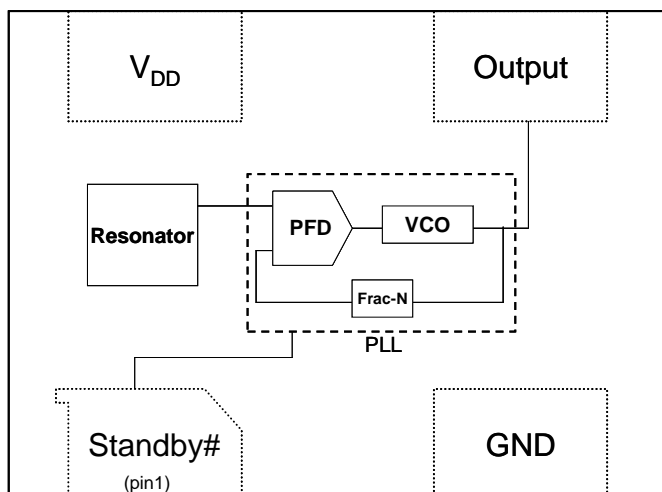 VDD
Output
Resonator
PFD
VCO
Frac-N
PLL
Standby#
(pin1)
GND